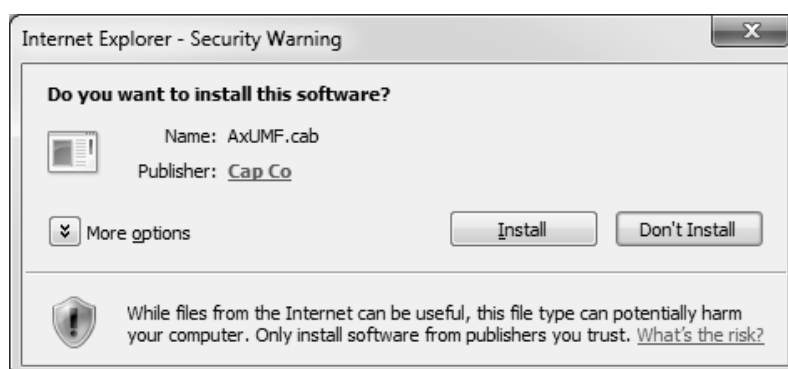 Internet Explorer - Security Warning
Do you want to install this software?
Name: AxUMF.cab
Publisher: Cap Co
More options
Install
Don't Install
While files from the Internet can be useful, this file type can potentially harm
your computer. Only install software from publishers you trust. What's the risk?